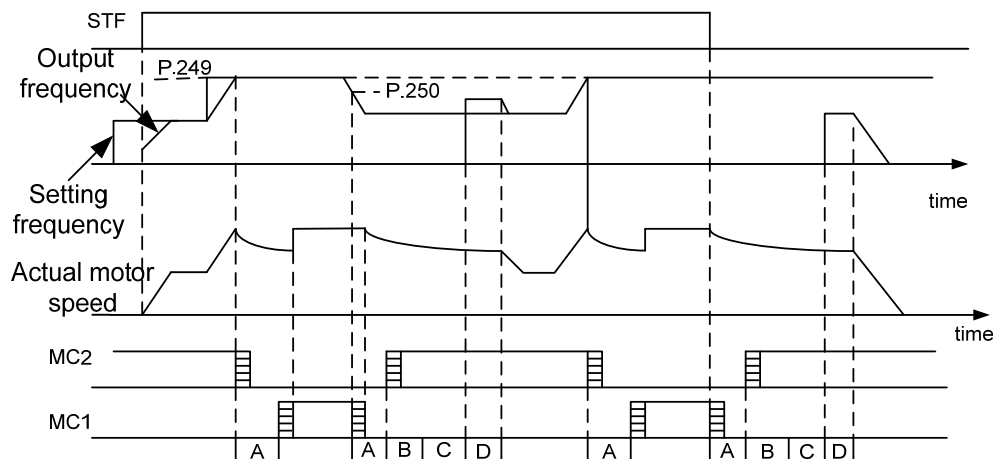 STF
Output
frequency
P.249
P.250
Setting
frequency
time
Actual motor
speed
time
MC2
MC1
A
A
B
C
D
A
A
B
C
D